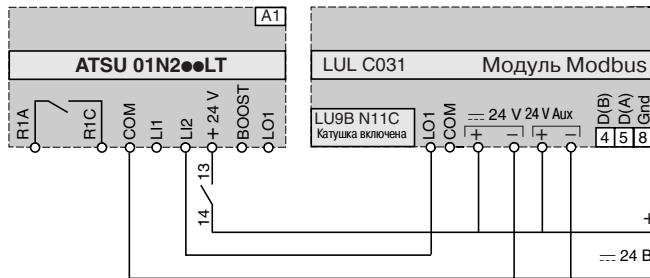 A1
ATSU 01N2●●LT
R1A
R1C
COM
LI1
LI2
+ 24 V
BOOST
LO1
13
14
LUL C031 Модуль Modbus
LU9B N11C
Катушка включена
LO1
COM
⎓ 24 V 24 V Aux
+ − + −
D(B)
D(A)
Gnd
4 5 8
+
⎓ 24 В